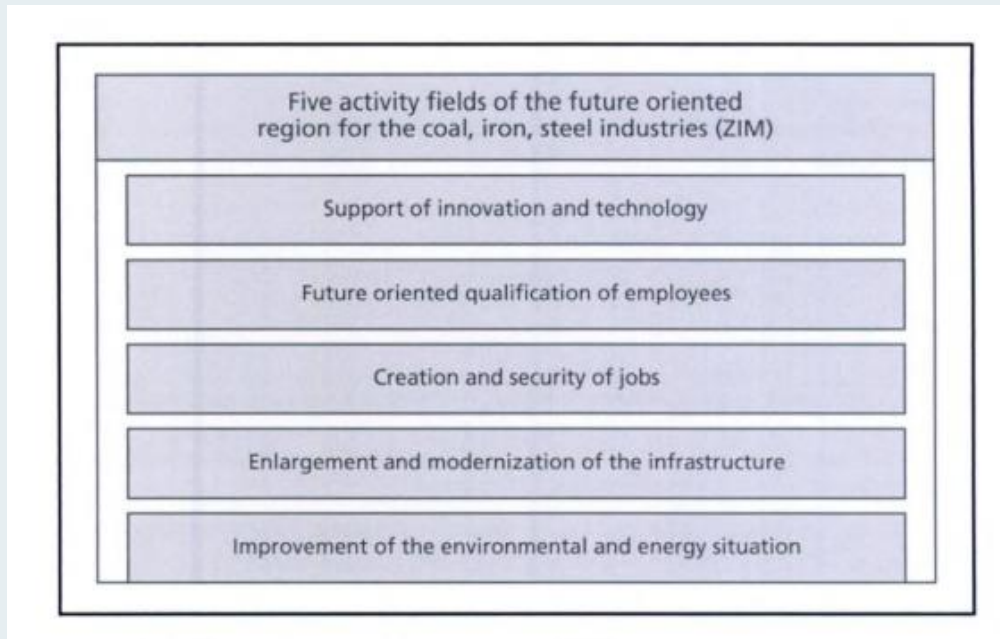 Five activity fields of the future oriented
region for the coal, iron, steel industries (ZIM)
Support of innovation and technology
Future oriented qualification of employees
Creation and security of jobs
Enlargement and modernization of the infrastructure
Improvement of the environmental and energy situation